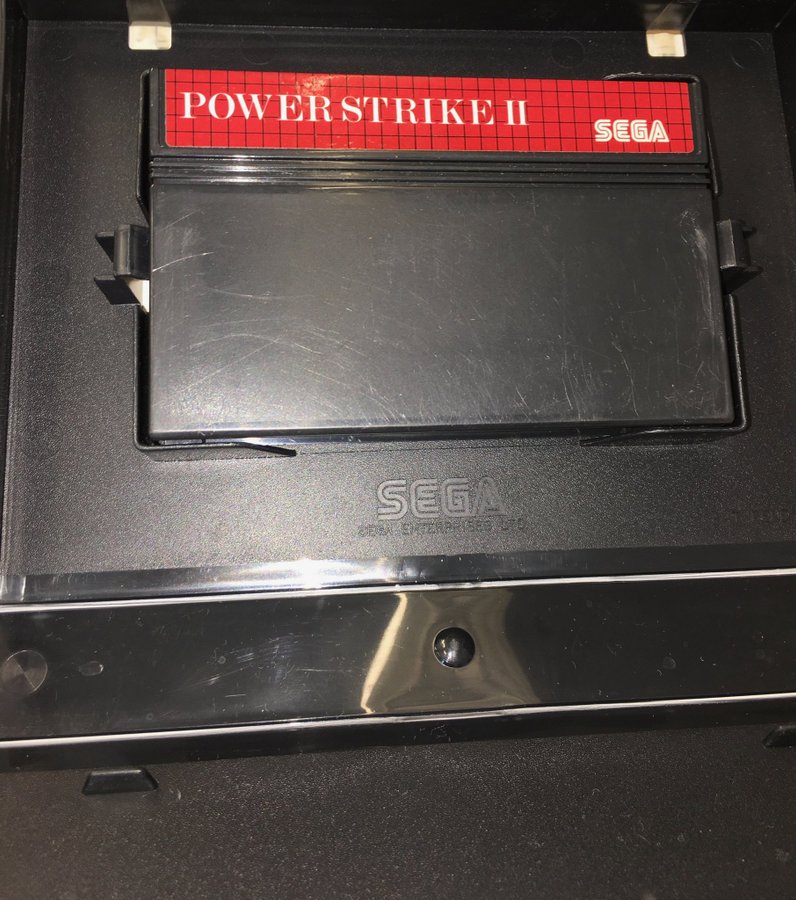 POWER STRIKE II
SEGA
SEGA
SEGA ENTERPRISES LTD.